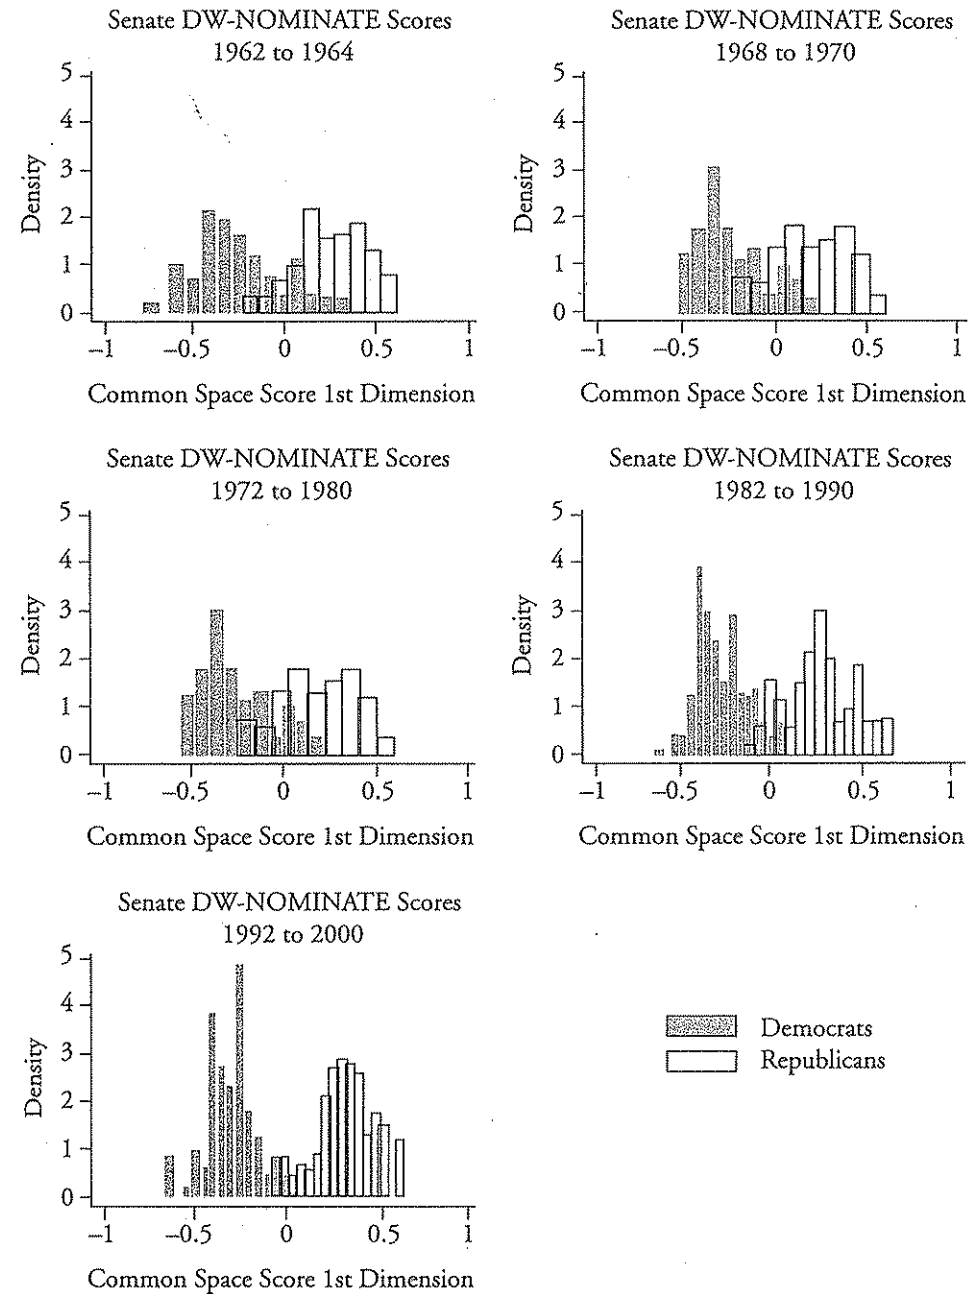 Senate DW-NOMINATE Scores
1962 to 1964
5
4
3
2
1
0
Density
−1 −0.5 0 0.5 1
Common Space Score 1st Dimension
Senate DW-NOMINATE Scores
1968 to 1970
5
4
3
2
1
0
Density
−1 −0.5 0 0.5 1
Common Space Score 1st Dimension
Senate DW-NOMINATE Scores
1972 to 1980
5
4
3
2
1
0
Density
−1 −0.5 0 0.5 1
Common Space Score 1st Dimension
Senate DW-NOMINATE Scores
1982 to 1990
5
4
3
2
1
0
Density
−1 −0.5 0 0.5 1
Common Space Score 1st Dimension
Senate DW-NOMINATE Scores
1992 to 2000
5
4
3
2
1
0
Density
−1 −0.5 0 0.5 1
Common Space Score 1st Dimension
Democrats
Republicans